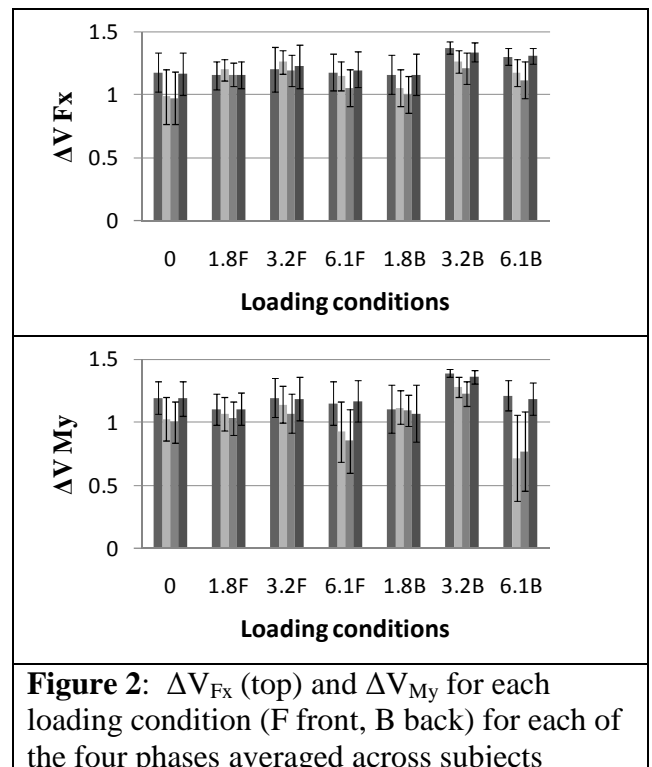 1.5
1
0.5
0
ΔV Fx
0 1.8F 3.2F 6.1F 1.8B 3.2B 6.1B
Loading conditions
1.5
1
0.5
0
ΔV My
0 1.8F 3.2F 6.1F 1.8B 3.2B 6.1B
Loading conditions
Figure 2: ΔVFx (top) and ΔVMy for each
loading condition (F front, B back) for each of
the four phases averaged across subjects